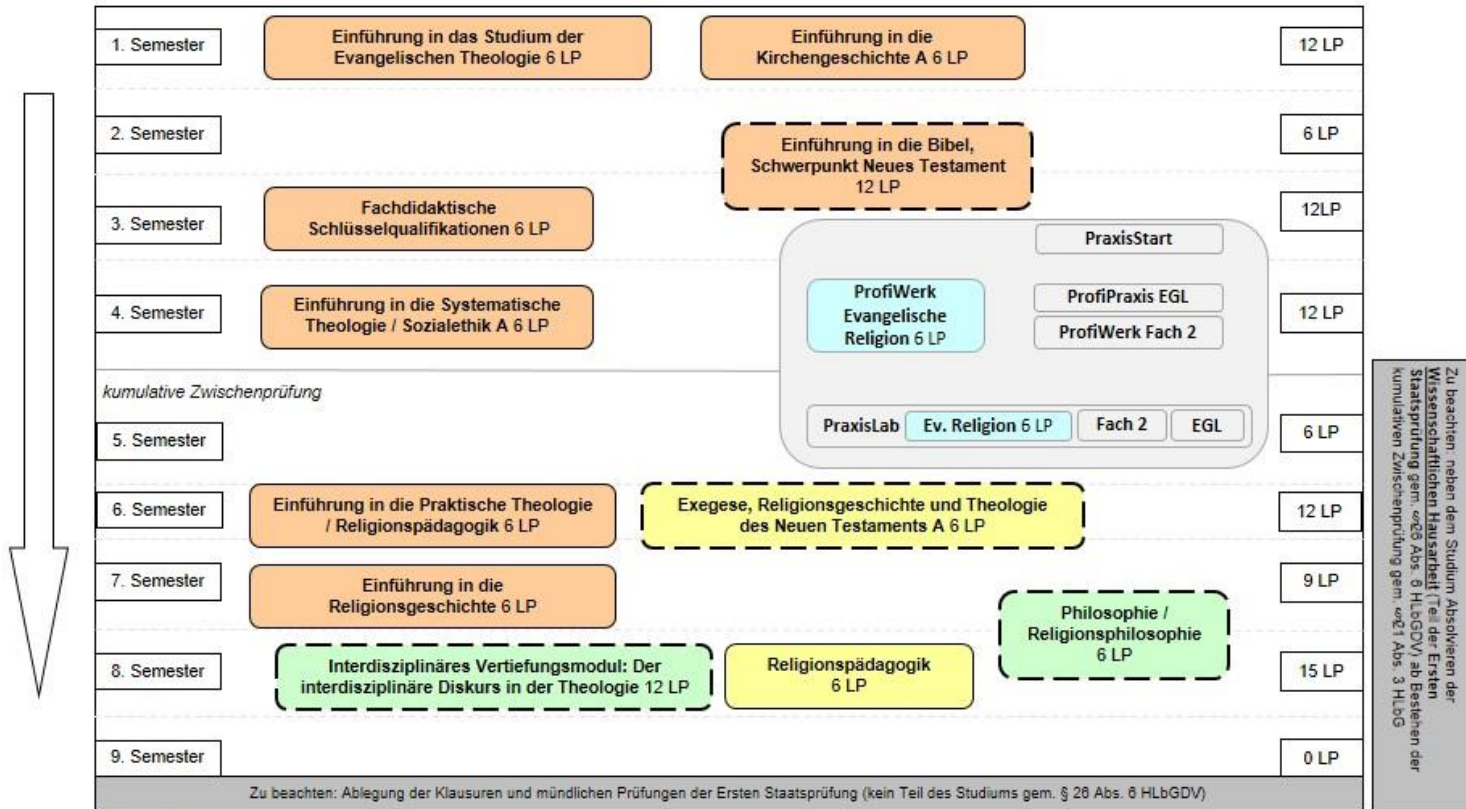 1. Semester
Einführung in das Studium der
Evangelischen Theologie 6 LP
Einführung in die
Kirchengeschichte A 6 LP
12 LP
2. Semester
Einführung in die Bibel,
Schwerpunkt Neues Testament
12 LP
6 LP
3. Semester
Fachdidaktische
Schlüsselqualifikationen 6 LP
PraxisStart
12LP
4. Semester
Einführung in die Systematische
Theologie / Sozialethik A 6 LP
ProfiWerk
Evangelische
Religion 6 LP
ProfiPraxis EGL
ProfiWerk Fach 2
12 LP
kumulative Zwischenprüfung
5. Semester
PraxisLab
Ev. Religion 6 LP
Fach 2
EGL
6 LP
6. Semester
Einführung in die Praktische Theologie
/ Religionspädagogik 6 LP
Exegese, Religionsgeschichte und Theologie
des Neuen Testaments A 6 LP
12 LP
7. Semester
Einführung in die
Religionsgeschichte 6 LP
Philosophie /
Religionsphilosophie
6 LP
9 LP
8. Semester
Interdisziplinäres Vertiefungsmodul: Der
interdisziplinäre Diskurs in der Theologie 12 LP
Religionspädagogik
6 LP
15 LP
9. Semester
0 LP
Zu beachten: Ablegung der Klausuren und mündlichen Prüfungen der Ersten Staatsprüfung (kein Teil des Studiums gem. § 26 Abs. 6 HLbGDV)
Zu beachten: neben dem Studium Absolvieren der
Wissenschaftlichen Hausarbeit (Teil der Ersten
Staatsprüfung gem. §26 Abs. 6 HLbGDV) ab Bestehen der
kumulativen Zwischenprüfung gem. §21 Abs. 3 HLbG